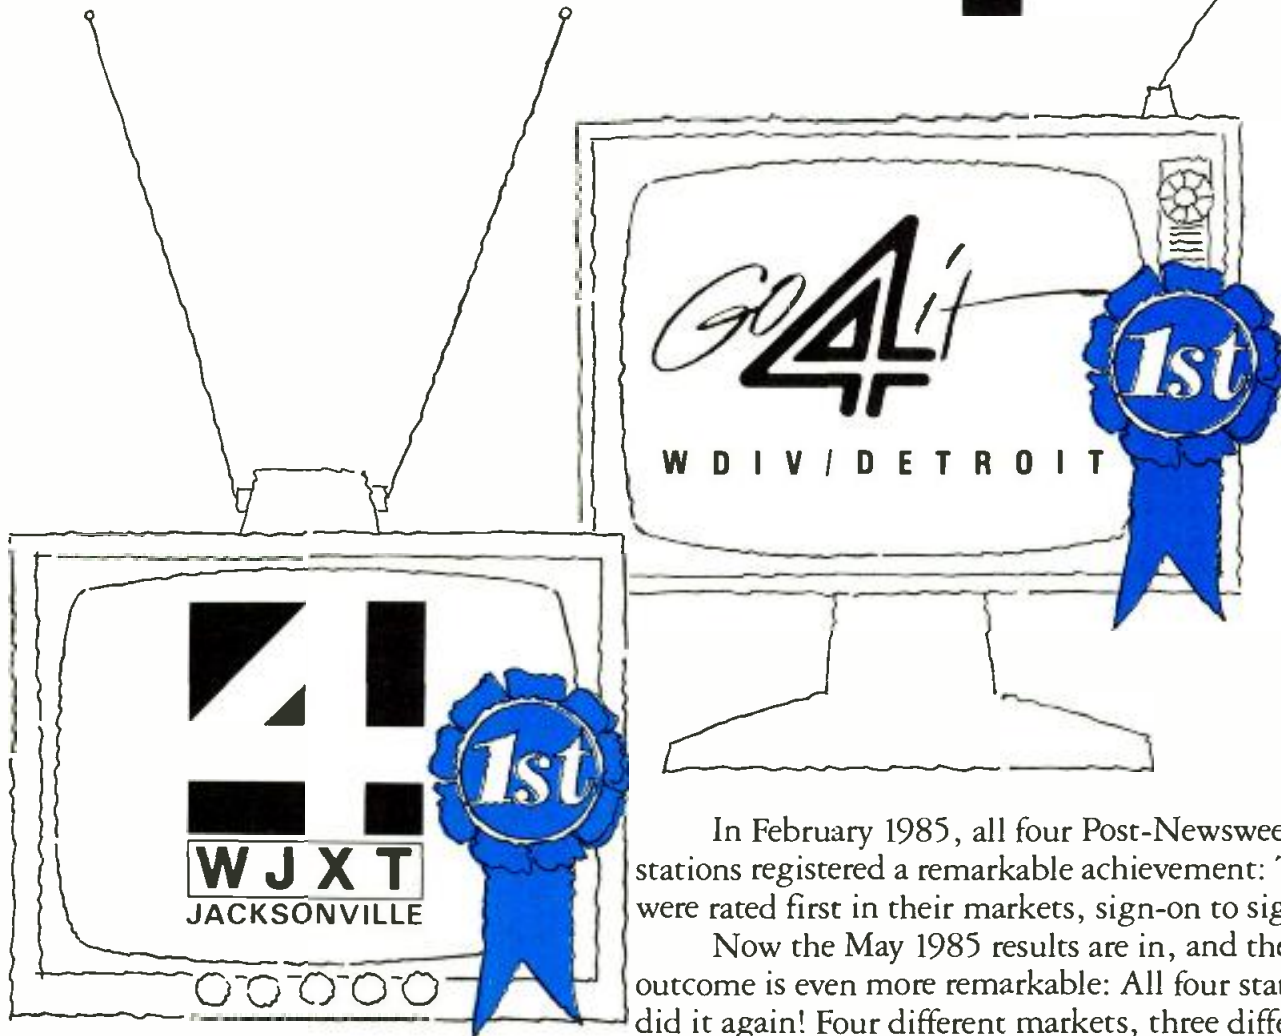 Go 4 it
WDIV/DETROIT
1st
4
WJXT
JACKSONVILLE
1st
In February 1985, all four Post-Newswee
stations registered a remarkable achievement:
were rated first in their markets, sign-on to sig
Now the May 1985 results are in, and the
outcome is even more remarkable: All four stat
did it again! Four different markets, three diff